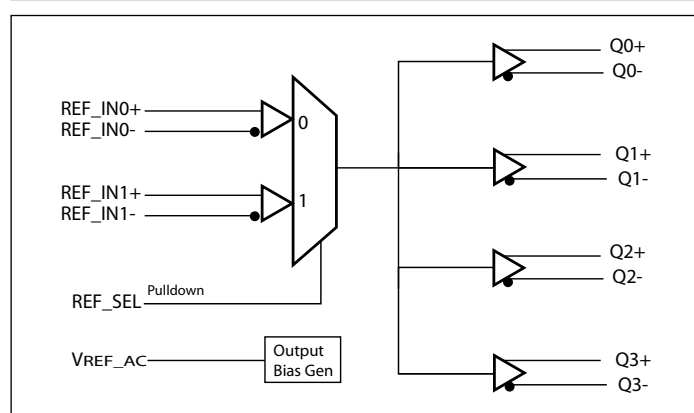 REF_IN0+
REF_IN0-
0
REF_IN1+
REF_IN1-
1
REF_SEL
Pulldown
VREF_AC
Output
Bias Gen
Q0+
Q0-
Q1+
Q1-
Q2+
Q2-
Q3+
Q3-